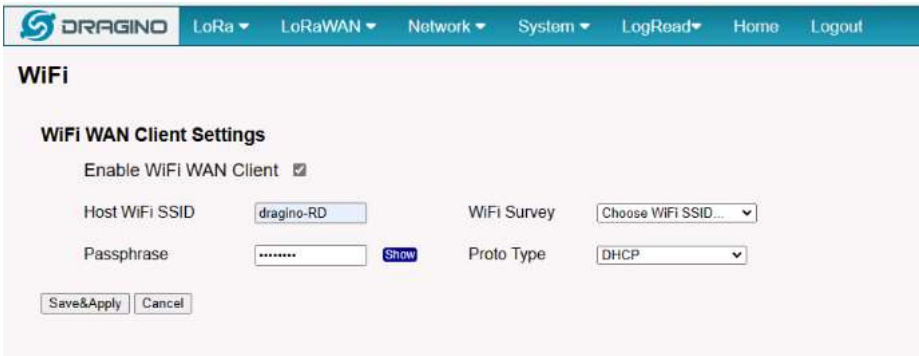 DRAGINO LoRa LoRaWAN Network System LogRead Home Logout
WiFi
WiFi WAN Client Settings
Enable WiFi WAN Client
Host WiFi SSID dragino-RD WiFi Survey Choose WiFi SSID...
Passphrase •••••••• Show Proto Type DHCP
Save&Apply Cancel